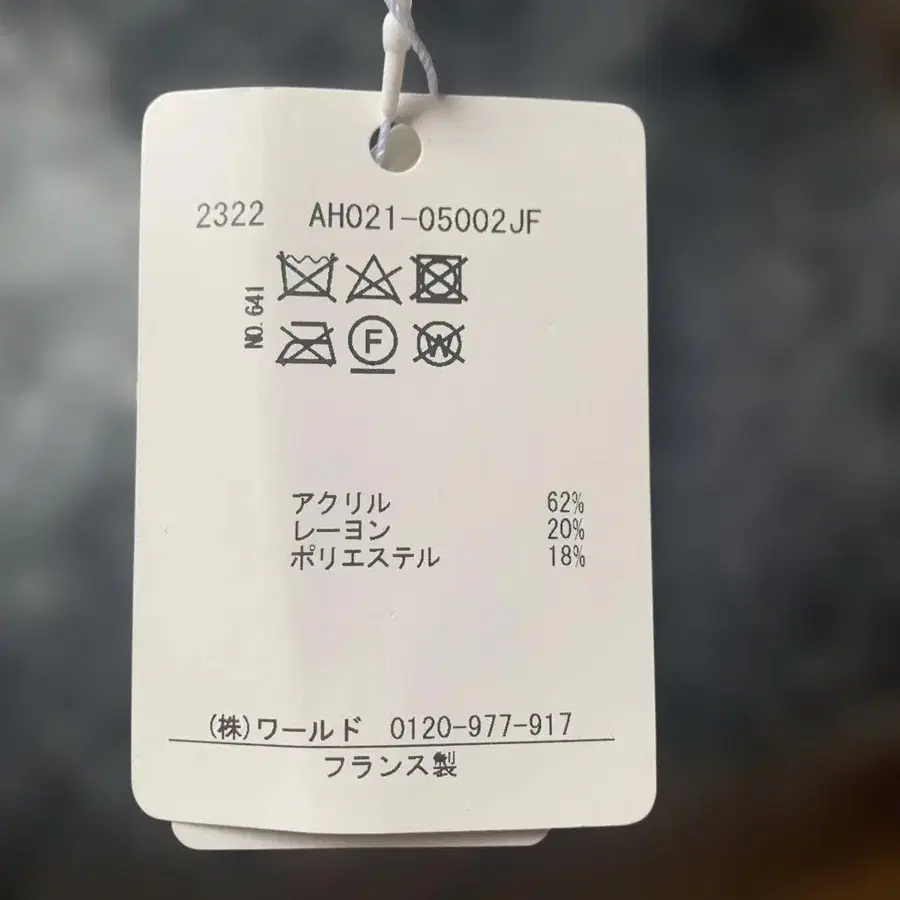 2322 AH021-05002JF
NO.641
F W
アクリル 62%
レーヨン 20%
ポリエステル 18%
(株)ワールド 0120-977-917
フランス製